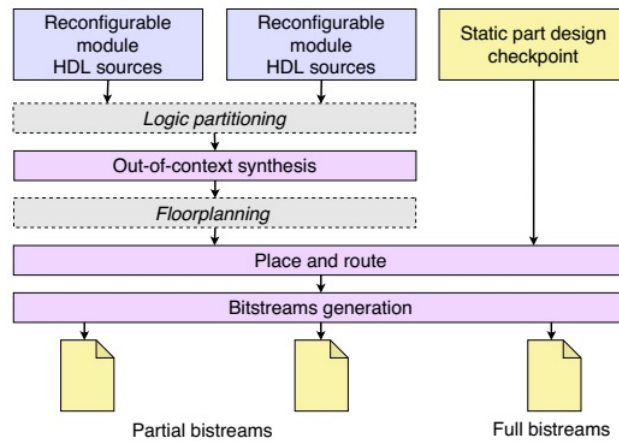 Reconfigurable
module
HDL sources
Reconfigurable
module
HDL sources
Static part design
checkpoint
Logic partitioning
Out-of-context synthesis
Floorplanning
Place and route
Bitstreams generation
Partial bistreams
Full bistreams